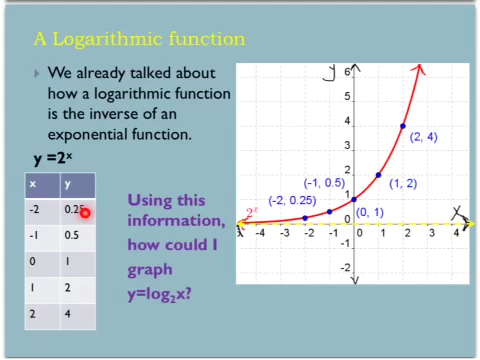 A Logarithmic function
We already talked about
how a logarithmic function
is the inverse of an
exponential function.
y =2ˣ
x y
-2 0.25
-1 0.5
0 1
1 2
2 4
Using this
information,
how could I
graph
y=log₂x?
y
6
5
4
3
2
1
0
-1
-2
(2, 4)
(-1, 0.5)
(1, 2)
(-2, 0.25)
2ˣ
(0, 1)
x
-4 -3 -2 -1 0 1 2 3 4